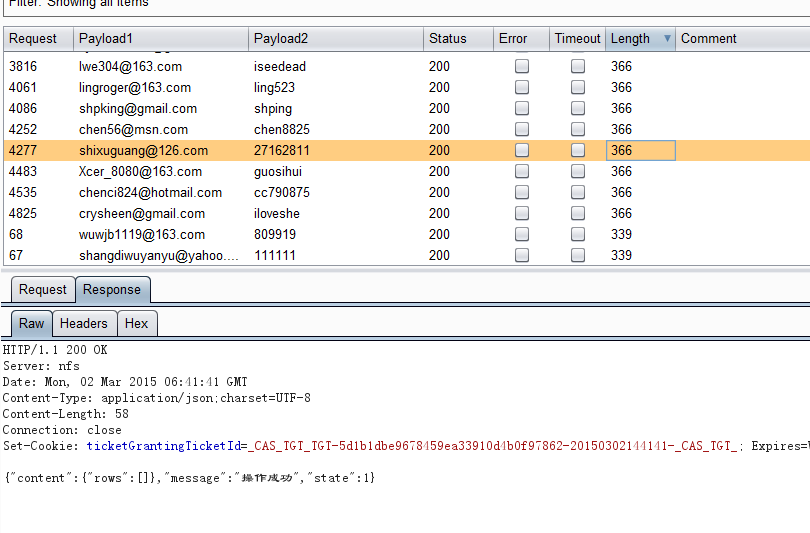 Filter: Showing all items
Request Payload1 Payload2 Status Error Timeout Length Comment
3816 lwe304@163.com iseedead 200 366
4061 lingroger@163.com ling523 200 366
4086 shpking@gmail.com shping 200 366
4252 chen56@msn.com chen8825 200 366
4277 shixuguang@126.com 27162811 200 366
4483 Xcer_8080@163.com guosihui 200 366
4535 chenci824@hotmail.com cc790875 200 366
4825 crysheen@gmail.com iloveshe 200 366
68 wuwjb1119@163.com 809919 200 339
67 shangdiwuyanyu@yahoo.... 111111 200 339
Request Response
Raw Headers Hex
HTTP/1.1 200 OK
Server: nfs
Date: Mon, 02 Mar 2015 06:41:41 GMT
Content-Type: application/json;charset=UTF-8
Content-Length: 58
Connection: close
Set-Cookie: ticketGrantingTicketId=_CAS_TGT_TGT-5d1b1dbe9678459ea33910d4b0f97862-20150302144141-_CAS_TGT_; Expires=
{"content":{"rows":[]},"message":"操作成功","state":1}